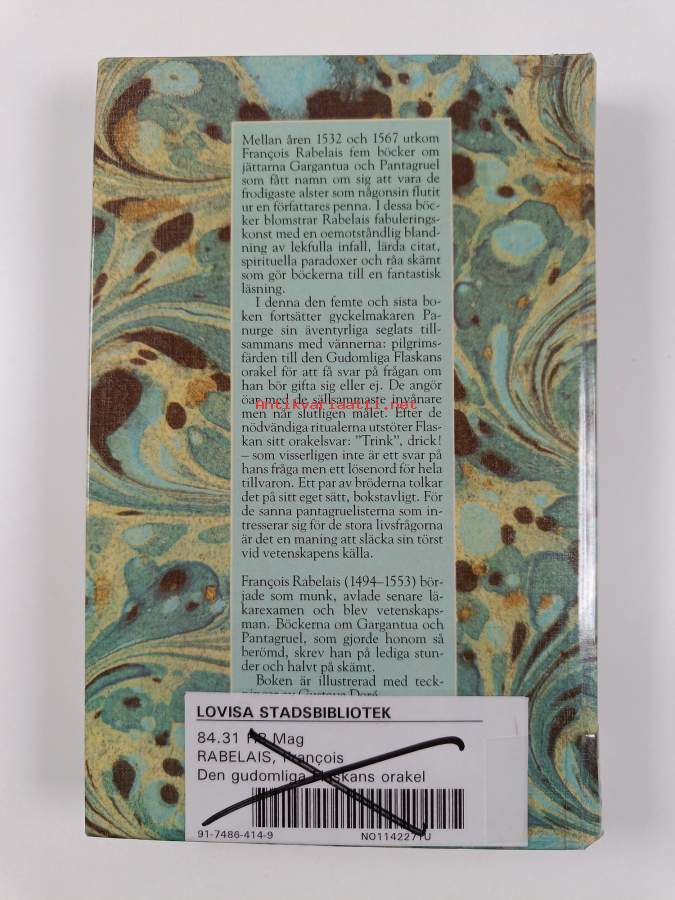 Mellan åren 1532 och 1567 utkom
François Rabelais fem böcker om
jättarna Gargantua och Pantagruel
som fått namn om sig att vara de
frodigaste alster som någonsin flutit
ur en författares penna. I dessa böc-
ker blomstrar Rabelais fabulerings-
konst med en oemotståndlig bland-
ning av lekfulla infall, lärda citat,
spirituella paradoxer och råa skämt
som gör böckerna till en fantastisk
läsning.
I denna den femte och sista bo-
ken fortsätter gyckelmakaren Pa-
nurge sin äventyrliga seglats till-
sammans med vännerna: pilgrims-
färden till den Gudomliga Flaskans
orakel för att få svar på frågan om
han bör gifta sig eller ej. De angör
öar med de sällsammaste invånare
Antikvariaatti.net
men når slutligen målet. Efter de
nödvändiga ritualerna utstöter Flas-
kan sitt orakelsvar: "Trink", drick!
– som visserligen inte är ett svar på
hans fråga men ett lösenord för hela
tillvaron. Ett par av bröderna tolkar
det på sitt eget sätt, bokstavligt. För
de sanna pantagruelisterna som in-
tresserar sig för de stora livsfrågorna
är det en maning att släcka sin törst
vid vetenskapens källa.
François Rabelais (1494–1553) bör-
jade som munk, avlade senare lä-
karexamen och blev vetenskaps-
man. Böckerna om Gargantua och
Pantagruel, som gjorde honom så
berömd, skrev han på lediga stun-
der och halvt på skämt.
Boken är illustrerad med teck-
ningar av Gustave Doré
LOVISA STADSBIBLIOTEK
84.31 HB Mag
RABELAIS, François
Den gudomliga flaskans orakel
91-7486-414-9 NO1142271U